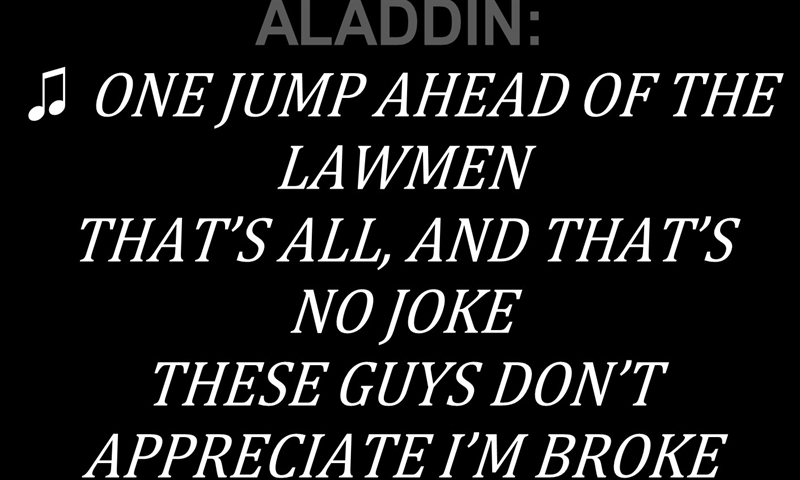 ALADDIN:
♫ ONE JUMP AHEAD OF THE
LAWMEN
THAT’S ALL, AND THAT’S
NO JOKE
THESE GUYS DON’T
APPRECIATE I’M BROKE